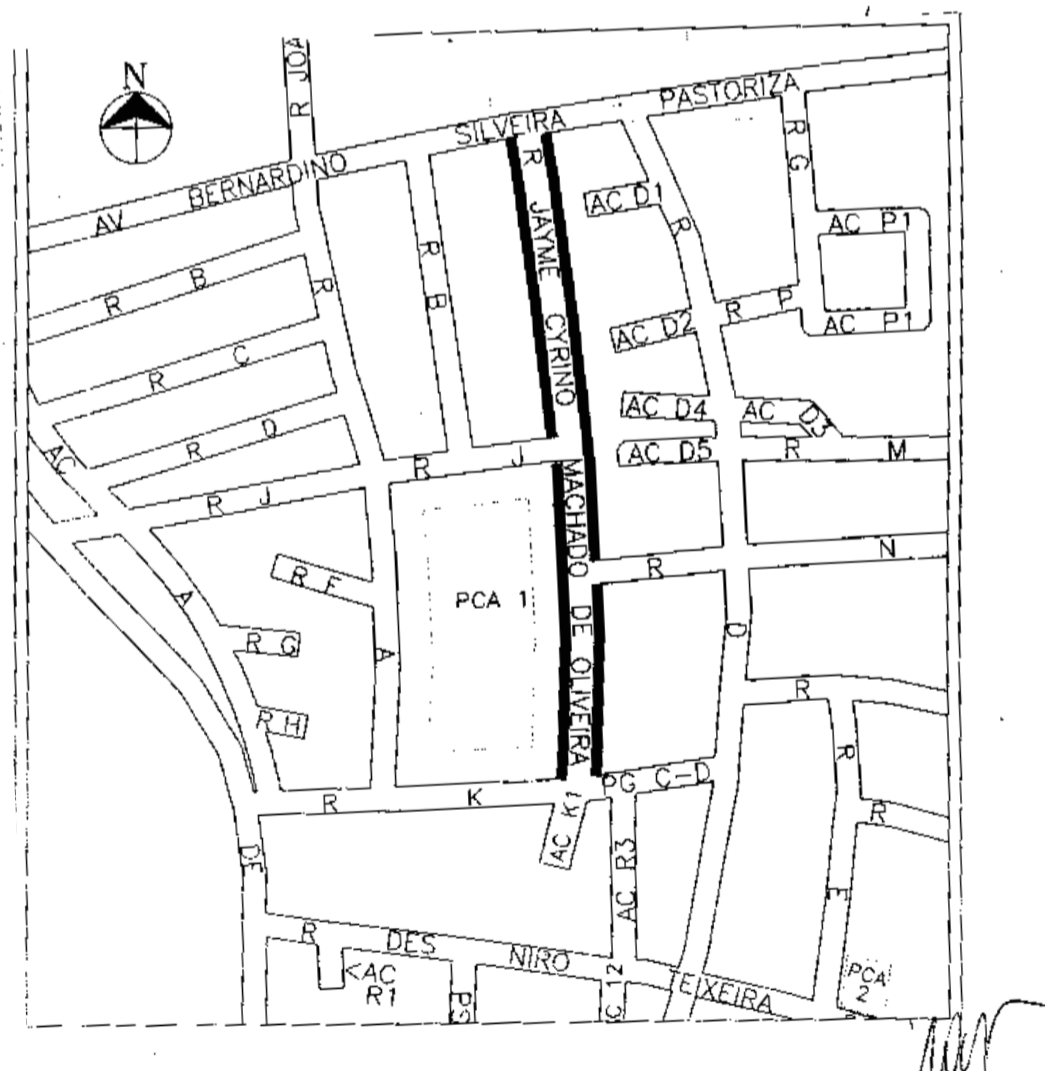 N
R JOA
AV BERNARDINO SILVEIRA PASTORIZA
R G
R JAYME CYRINO MACHADO DE OLIVEIRA
AC D1
AC P1
R B
R B
R
R
R P
AC D2
AC P1
R C
R D
AC D4
AC D3
AC
AC D5
R M
R J
R J
R N
R F
PCA 1
A
R G
A
D
R H
R
R
PG C-D
R K
AC K1
R
DE
AC R3
E
R DES NIRO TEIXEIRA
<AC
R1
PCA
2
PS
C 12